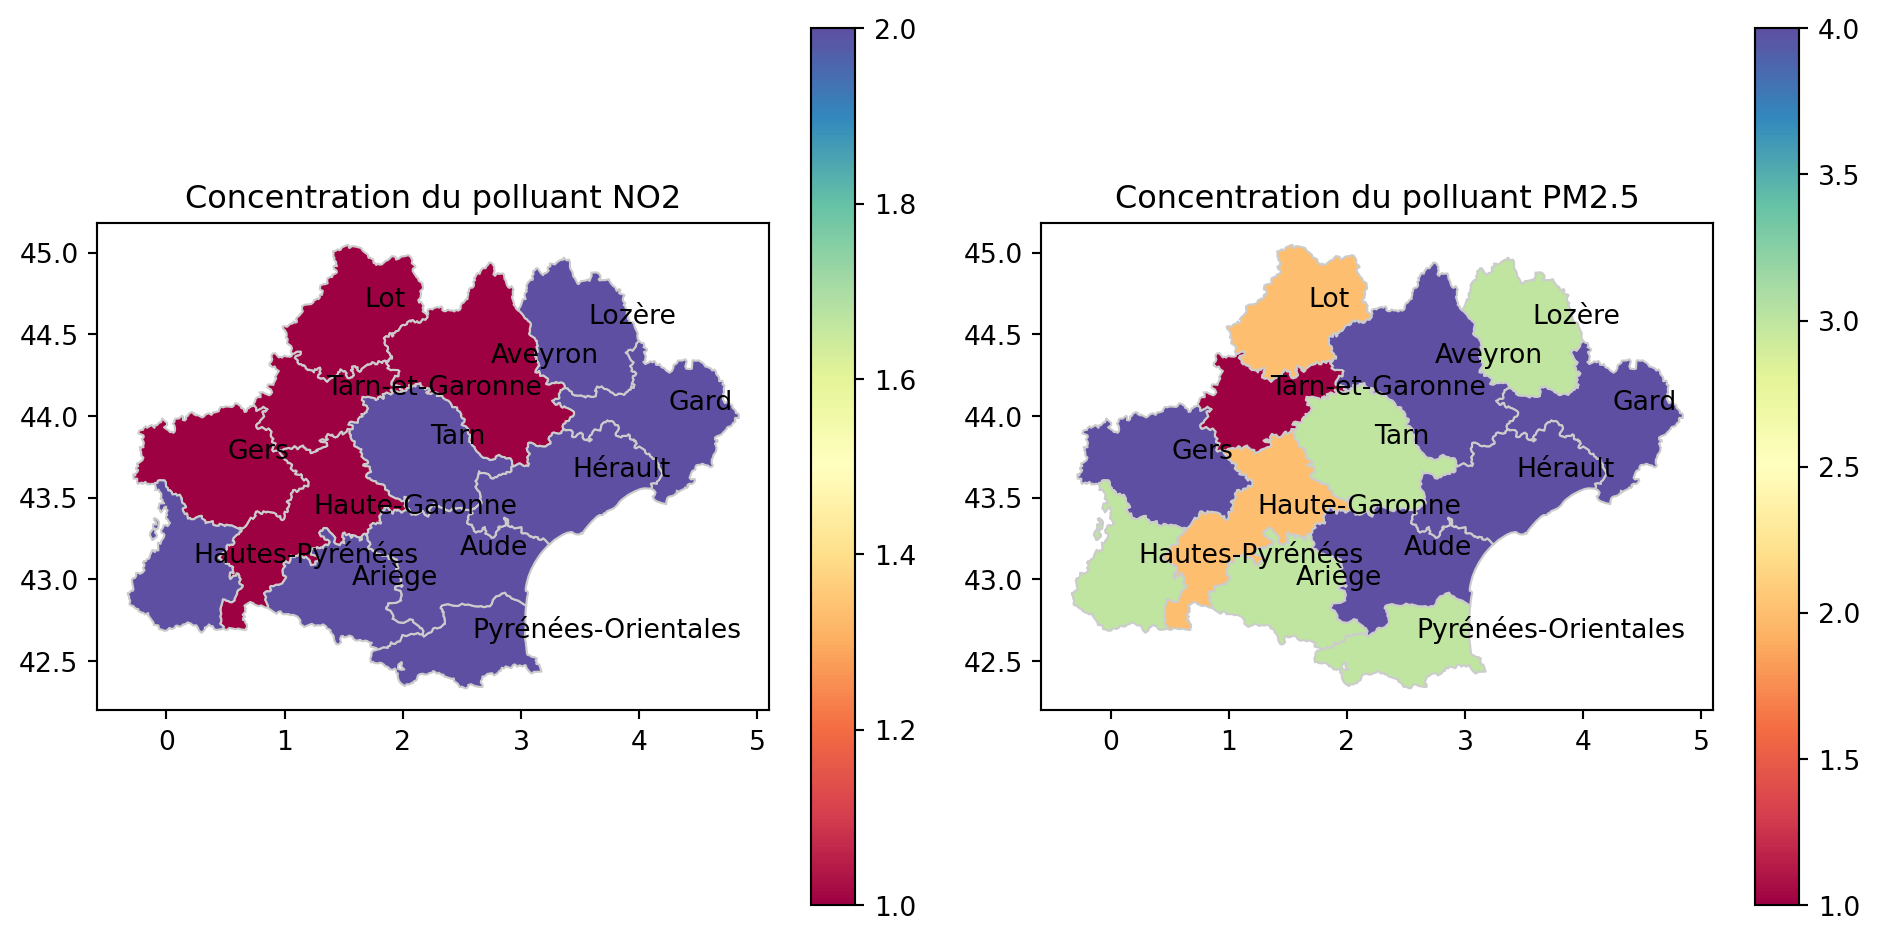 Concentration du polluant NO2
45.0
44.5
44.0
43.5
43.0
42.5
0 1 2 3 4 5
Lot
Lozère
Aveyron
Tarn-et-Garonne
Gard
Tarn
Gers
Hérault
Haute-Garonne
Aude
Hautes-Pyrénées
Ariège
Pyrénées-Orientales
2.0
1.8
1.6
1.4
1.2
1.0
Concentration du polluant PM2.5
45.0
44.5
44.0
43.5
43.0
42.5
0 1 2 3 4 5
Lot
Lozère
Aveyron
Tarn-et-Garonne
Gard
Tarn
Gers
Hérault
Haute-Garonne
Aude
Hautes-Pyrénées
Ariège
Pyrénées-Orientales
4.0
3.5
3.0
2.5
2.0
1.5
1.0